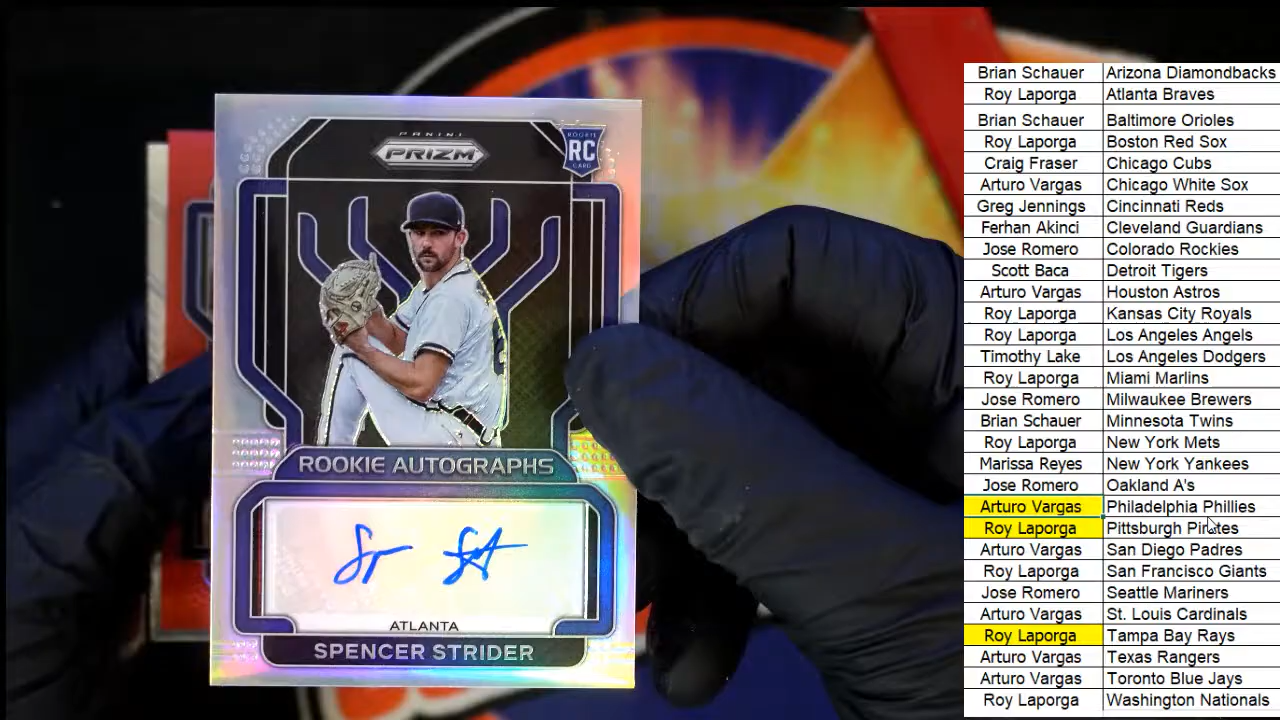 PANINI
PRIZM
ROOKIE
RC
CARD
ROOKIE AUTOGRAPHS
ATLANTA
SPENCER STRIDER
Brian Schauer Arizona Diamondbacks
Roy Laporga Atlanta Braves
Brian Schauer Baltimore Orioles
Roy Laporga Boston Red Sox
Craig Fraser Chicago Cubs
Arturo Vargas Chicago White Sox
Greg Jennings Cincinnati Reds
Ferhan Akinci Cleveland Guardians
Jose Romero Colorado Rockies
Scott Baca Detroit Tigers
Arturo Vargas Houston Astros
Roy Laporga Kansas City Royals
Roy Laporga Los Angeles Angels
Timothy Lake Los Angeles Dodgers
Roy Laporga Miami Marlins
Jose Romero Milwaukee Brewers
Brian Schauer Minnesota Twins
Roy Laporga New York Mets
Marissa Reyes New York Yankees
Jose Romero Oakland A's
Arturo Vargas Philadelphia Phillies
Roy Laporga Pittsburgh Pirates
Arturo Vargas San Diego Padres
Roy Laporga San Francisco Giants
Jose Romero Seattle Mariners
Arturo Vargas St. Louis Cardinals
Roy Laporga Tampa Bay Rays
Arturo Vargas Texas Rangers
Arturo Vargas Toronto Blue Jays
Roy Laporga Washington Nationals